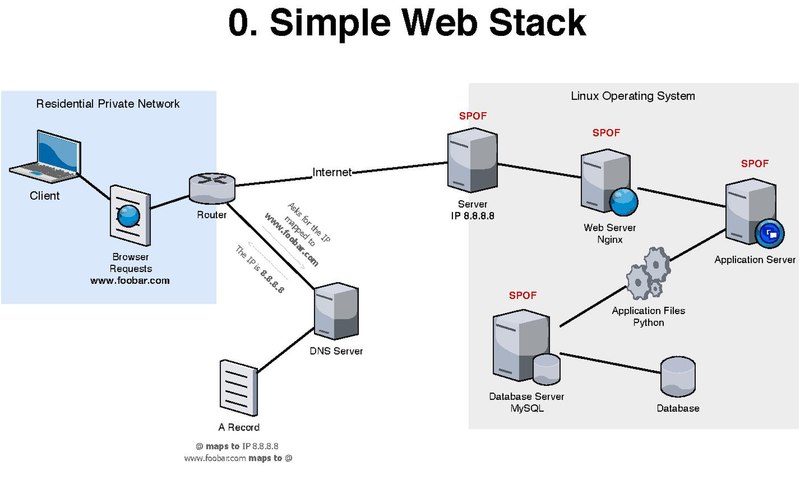 0. Simple Web Stack
Residential Private Network
Linux Operating System
SPOF
SPOF
SPOF
Client
Internet
Router
Server
IP 8.8.8.8
Web Server
Nginx
Application Server
Browser
Requests
www.foobar.com
Asks for the IP
mapped to
www.foobar.com
The IP is 8.8.8.8
Application Files
Python
SPOF
DNS Server
Database Server
MySQL
Database
A Record
@ maps to IP 8.8.8.8
www.foobar.com maps to @